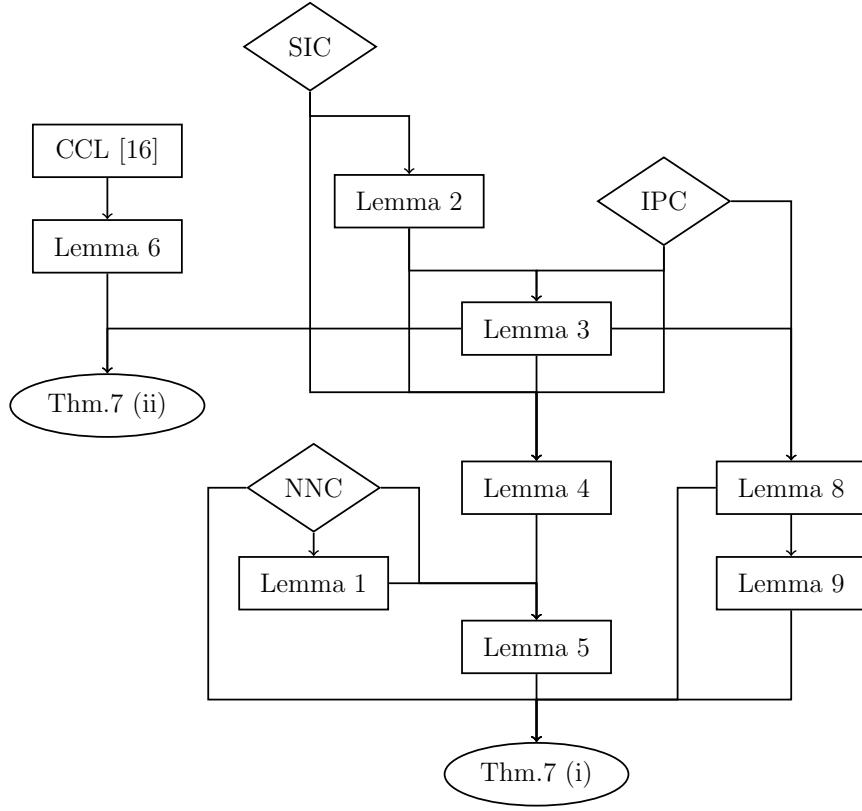 SIC
CCL [16]
Lemma 2
IPC
Lemma 6
Lemma 3
Thm.7 (ii)
NNC
Lemma 4
Lemma 8
Lemma 1
Lemma 9
Lemma 5
Thm.7 (i)